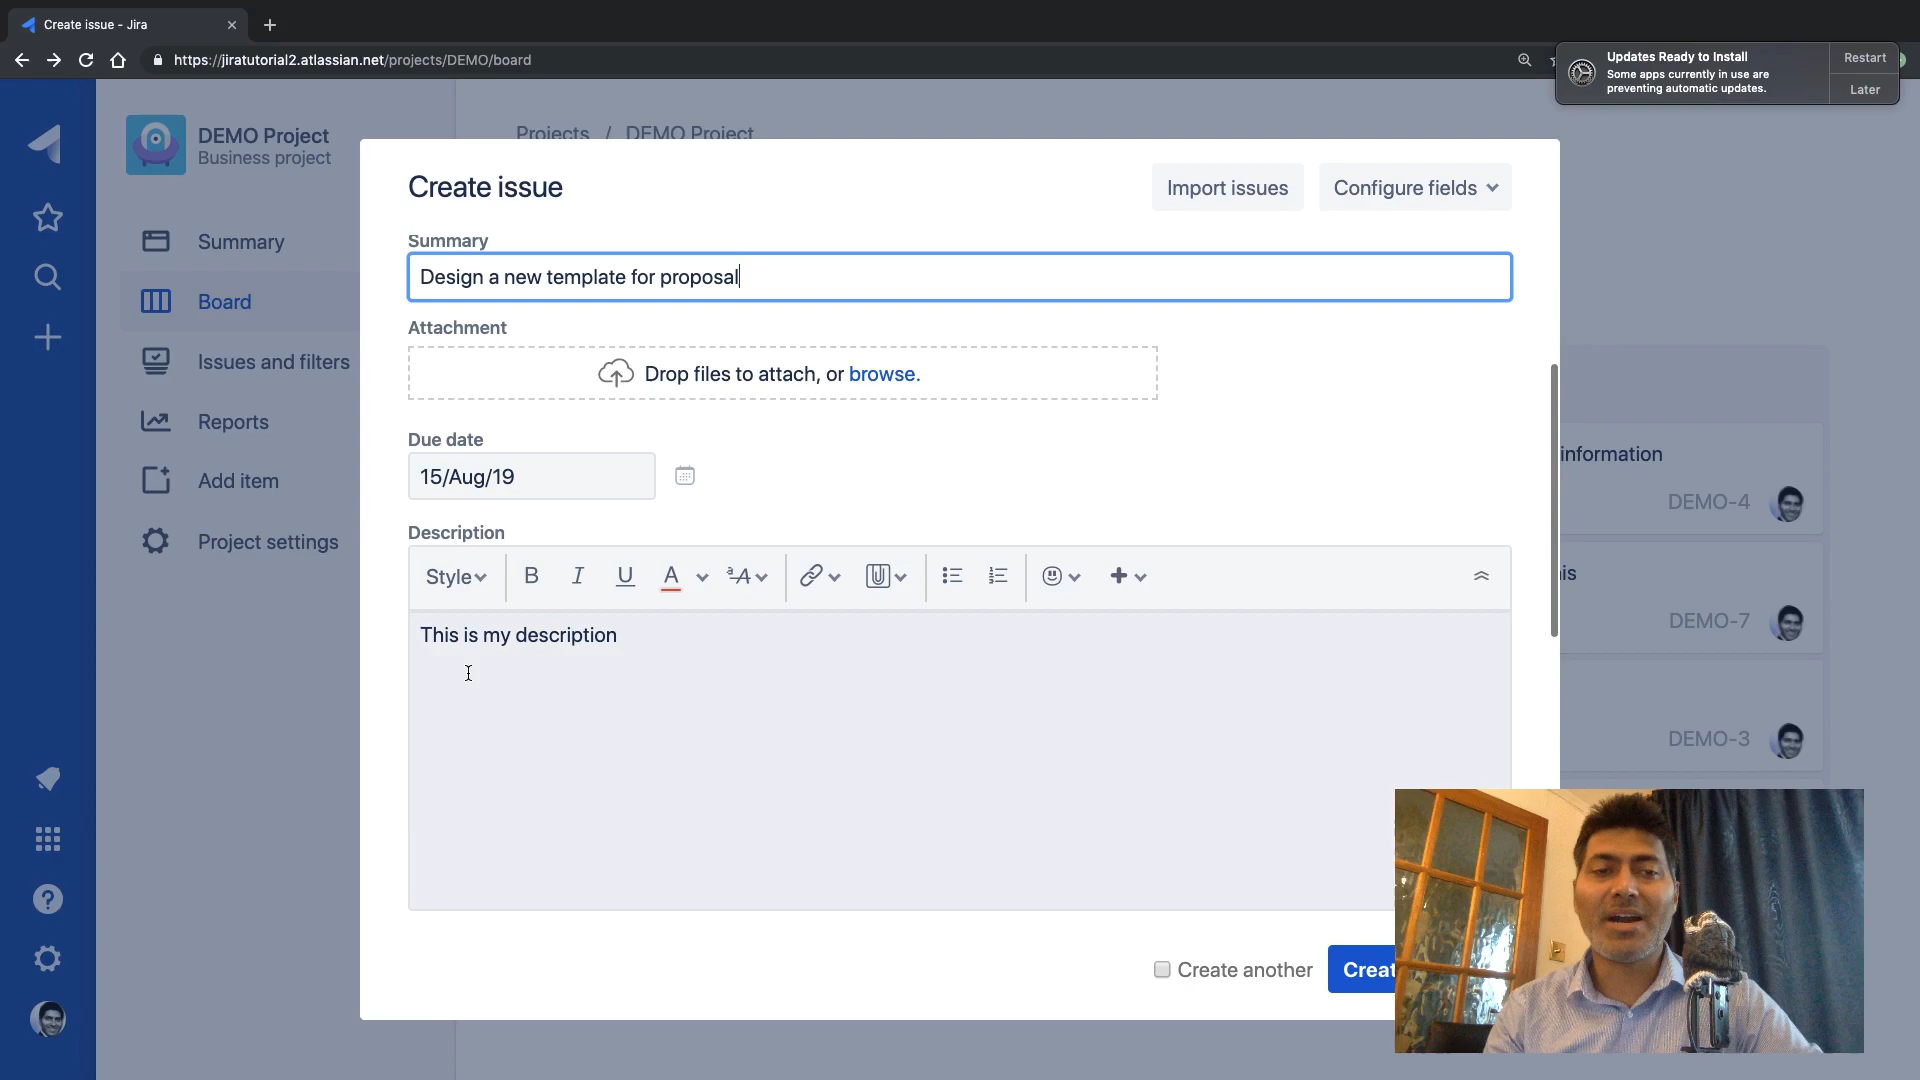 Create issue - Jira
https://jiratutorial2.atlassian.net/projects/DEMO/board
Updates Ready to Install
Some apps currently in use are
preventing automatic updates.
Restart
Later
DEMO Project
Business project
Projects / DEMO Project
Summary
Board
Issues and filters
Reports
Add item
Project settings
Create issue
Import issues
Configure fields
Summary
Design a new template for proposal
Attachment
Drop files to attach, or browse.
Due date
15/Aug/19
Description
Style
B I U A
This is my description
Create another
Creat
information
DEMO-4
is
DEMO-7
DEMO-3